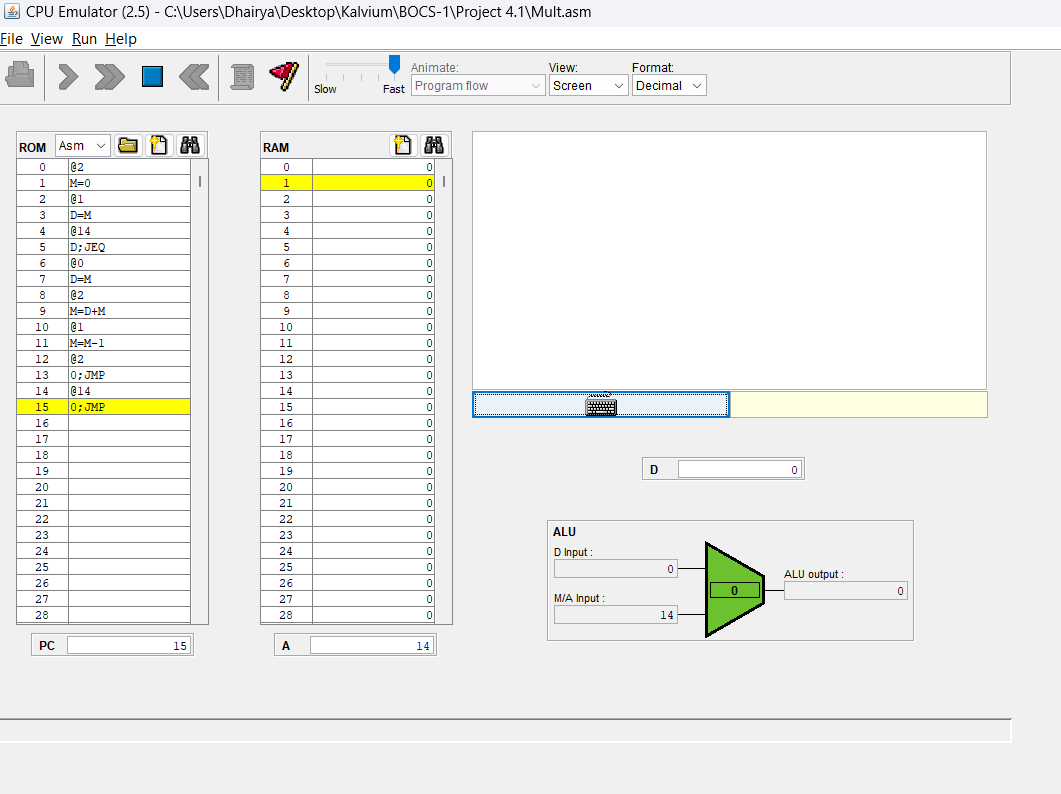 CPU Emulator (2.5) - C:\Users\Dhairya\Desktop\Kalvium\BOCS-1\Project 4.1\Mult.asm
File View Run Help
Slow Fast
Animate:
Program flow
View:
Screen
Format:
Decimal
ROM Asm
0 @2
1 M=0
2 @1
3 D=M
4 @14
5 D;JEQ
6 @0
7 D=M
8 @2
9 M=D+M
10 @1
11 M=M-1
12 @2
13 0;JMP
14 @14
15 0;JMP
16
17
18
19
20
21
22
23
24
25
26
27
28
PC 15
RAM
0 0
1 0
2 0
3 0
4 0
5 0
6 0
7 0
8 0
9 0
10 0
11 0
12 0
13 0
14 0
15 0
16 0
17 0
18 0
19 0
20 0
21 0
22 0
23 0
24 0
25 0
26 0
27 0
28 0
A 14
D 0
ALU
D Input :
0
M/A Input :
14
0
ALU output :
0